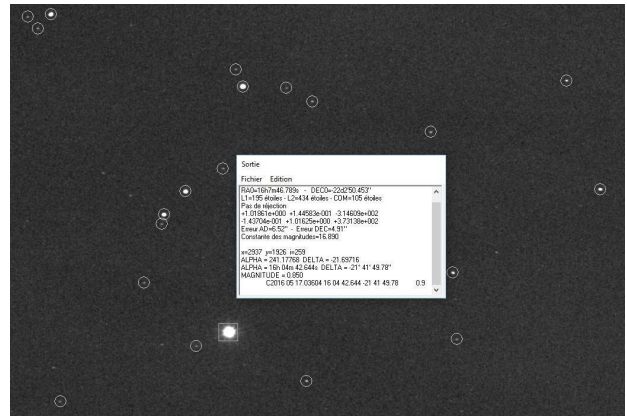 Sortie
Fichier Edition
RA0=16h7m46.789s - DEC0=-22d2'50.453''
L1=195 étoiles - L2=434 étoiles - COM=105 étoiles
Pas de réjection
+1.01861e+000 +1.44583e-001 -3.14609e+002
-1.43704e-001 +1.01625e+000 +3.73138e+002
Erreur AD=6.52'' - Erreur DEC=4.91''
Constante des magnitudes=16.890
x=2937 y=1926 i=259
ALPHA = 241.17768 DELTA = -21.69716
ALPHA = 16h 04m 42.644s DELTA = -21° 41' 49.78''
MAGNITUDE = 0.850
C2016 05 17.03604 16 04 42.644 -21 41 49.78 0.9